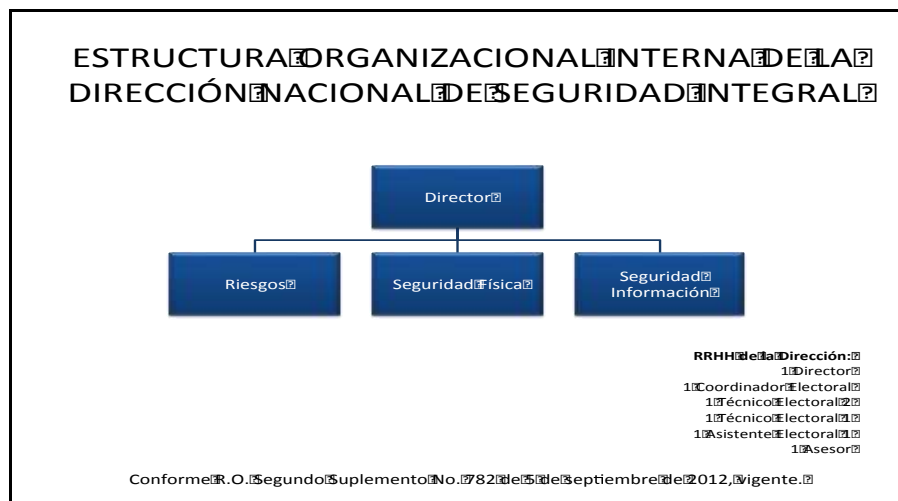 ESTRUCTURA ORGANIZACIONAL INTERNA DE LA
DIRECCIÓN NACIONAL DE SEGURIDAD INTEGRAL
Director
Riesgos
Seguridad Física
Seguridad
Información
RRHH de la Dirección:
1 Director
1 Coordinador Electoral
1 Técnico Electoral 2
1 Técnico Electoral 1
1 Asistente Electoral 1
1 Asesor
Conforme R.O. Segundo Suplemento No. 782 de 5 de septiembre de 2012, vigente.